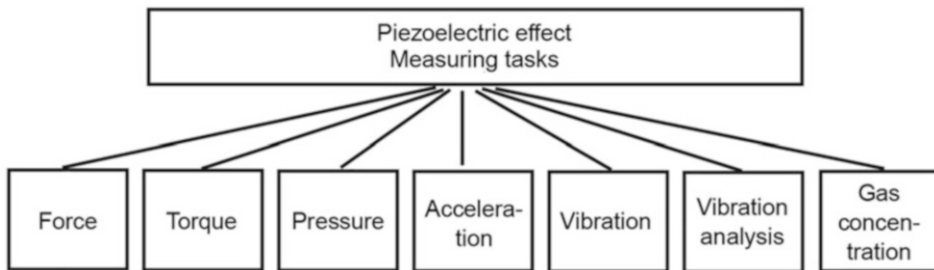 Piezoelectric effect
Measuring tasks
Force
Torque
Pressure
Accelera-
tion
Vibration
Vibration
analysis
Gas
concen-
tration